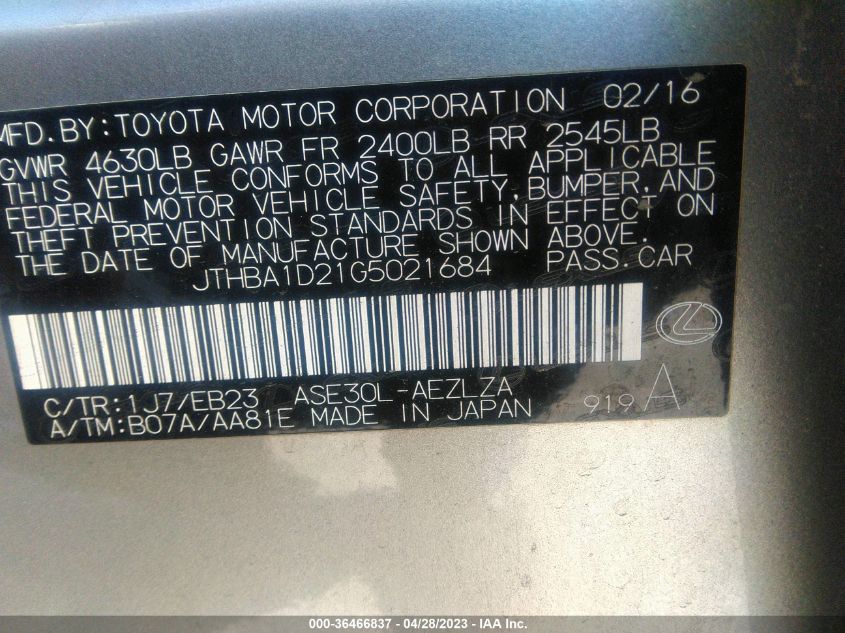 MFD. BY: TOYOTA MOTOR CORPORATION 02/16
GVWR 4630LB GAWR FR 2400LB RR 2545LB
THIS VEHICLE CONFORMS TO ALL APPLICABLE
FEDERAL MOTOR VEHICLE SAFETY, BUMPER, AND
THEFT PREVENTION STANDARDS IN EFFECT ON
THE DATE OF MANUFACTURE SHOWN ABOVE.
JTHBA1D21G5021684 PASS. CAR
C/TR: 1J7/EB23 ASE30L-AEZLZA
A/TM: B07A/AA81E MADE IN JAPAN 919 A
000-36466837 - 04/28/2023 - IAA Inc.